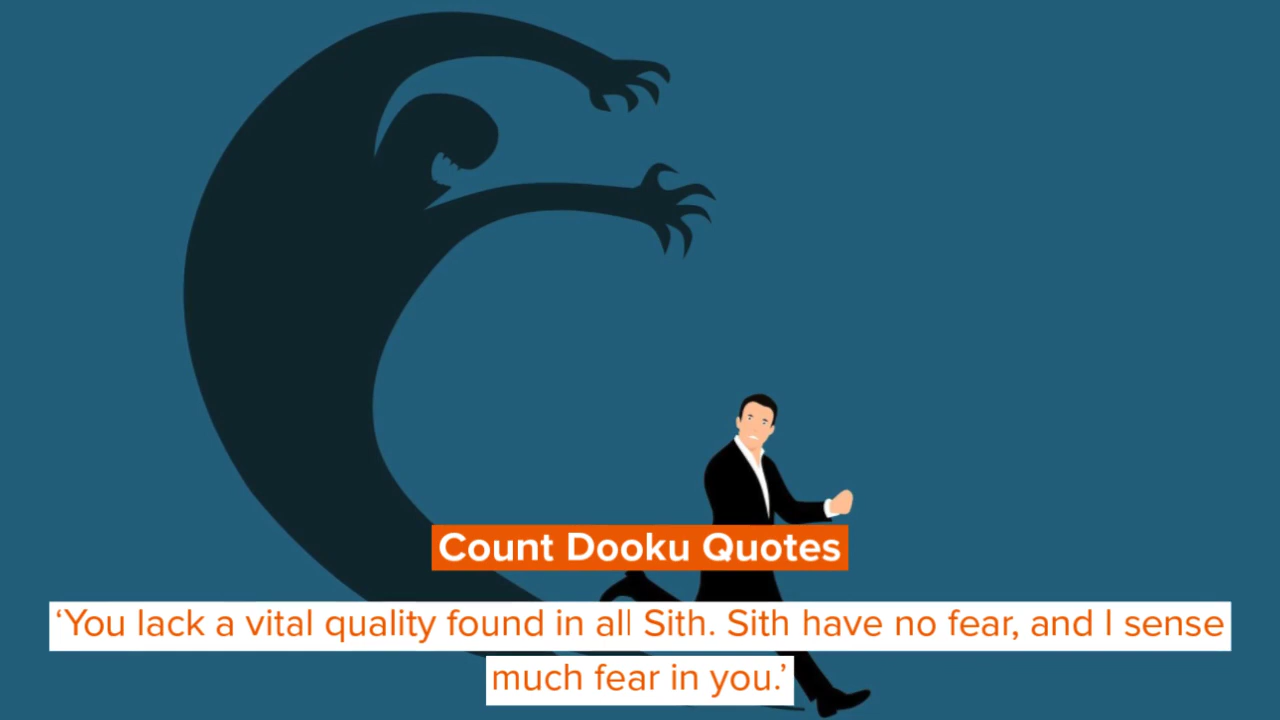 Count Dooku Quotes
‘You lack a vital quality found in all Sith. Sith have no fear, and I sense
much fear in you.’